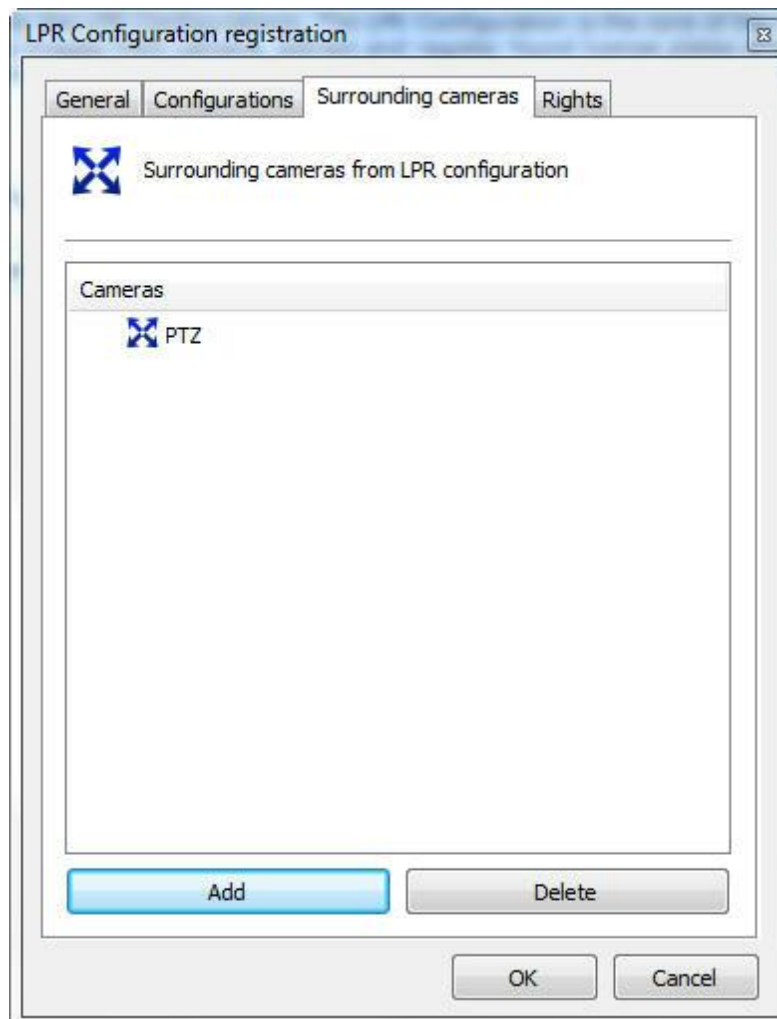 LPR Configuration registration
General Configurations Surrounding cameras Rights
Surrounding cameras from LPR configuration
Cameras
PTZ
Add Delete
OK Cancel